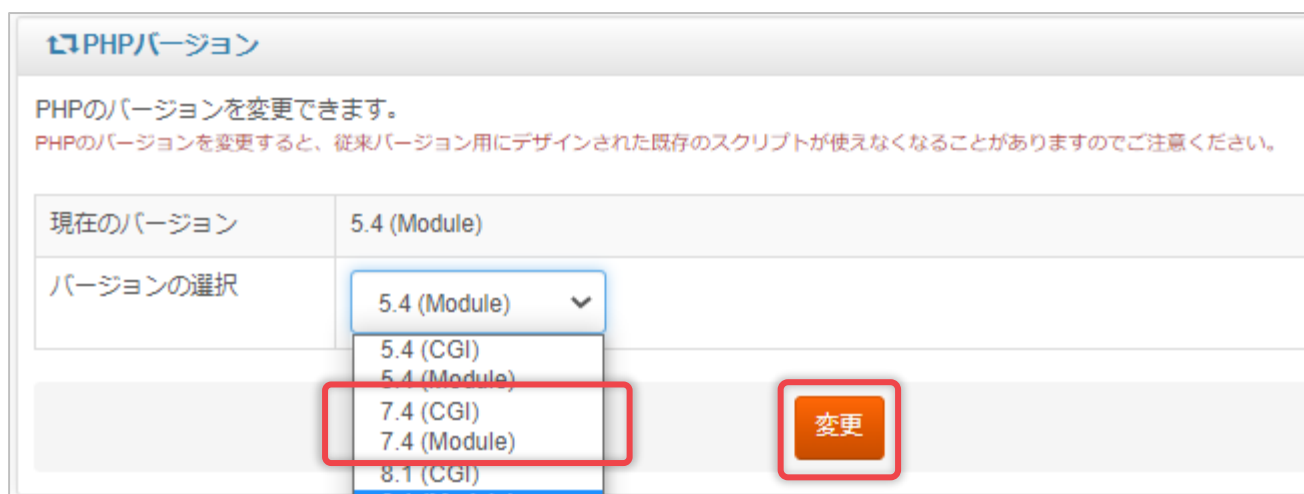 PHPバージョン
PHPのバージョンを変更できます。
PHPのバージョンを変更すると、従来バージョン用にデザインされた既存のスクリプトが使えなくなることがありますのでご注意ください。
現在のバージョン 5.4 (Module)
バージョンの選択 5.4 (Module)
5.4 (CGI)
5.4 (Module)
7.4 (CGI)
7.4 (Module)
変更
8.1 (CGI)